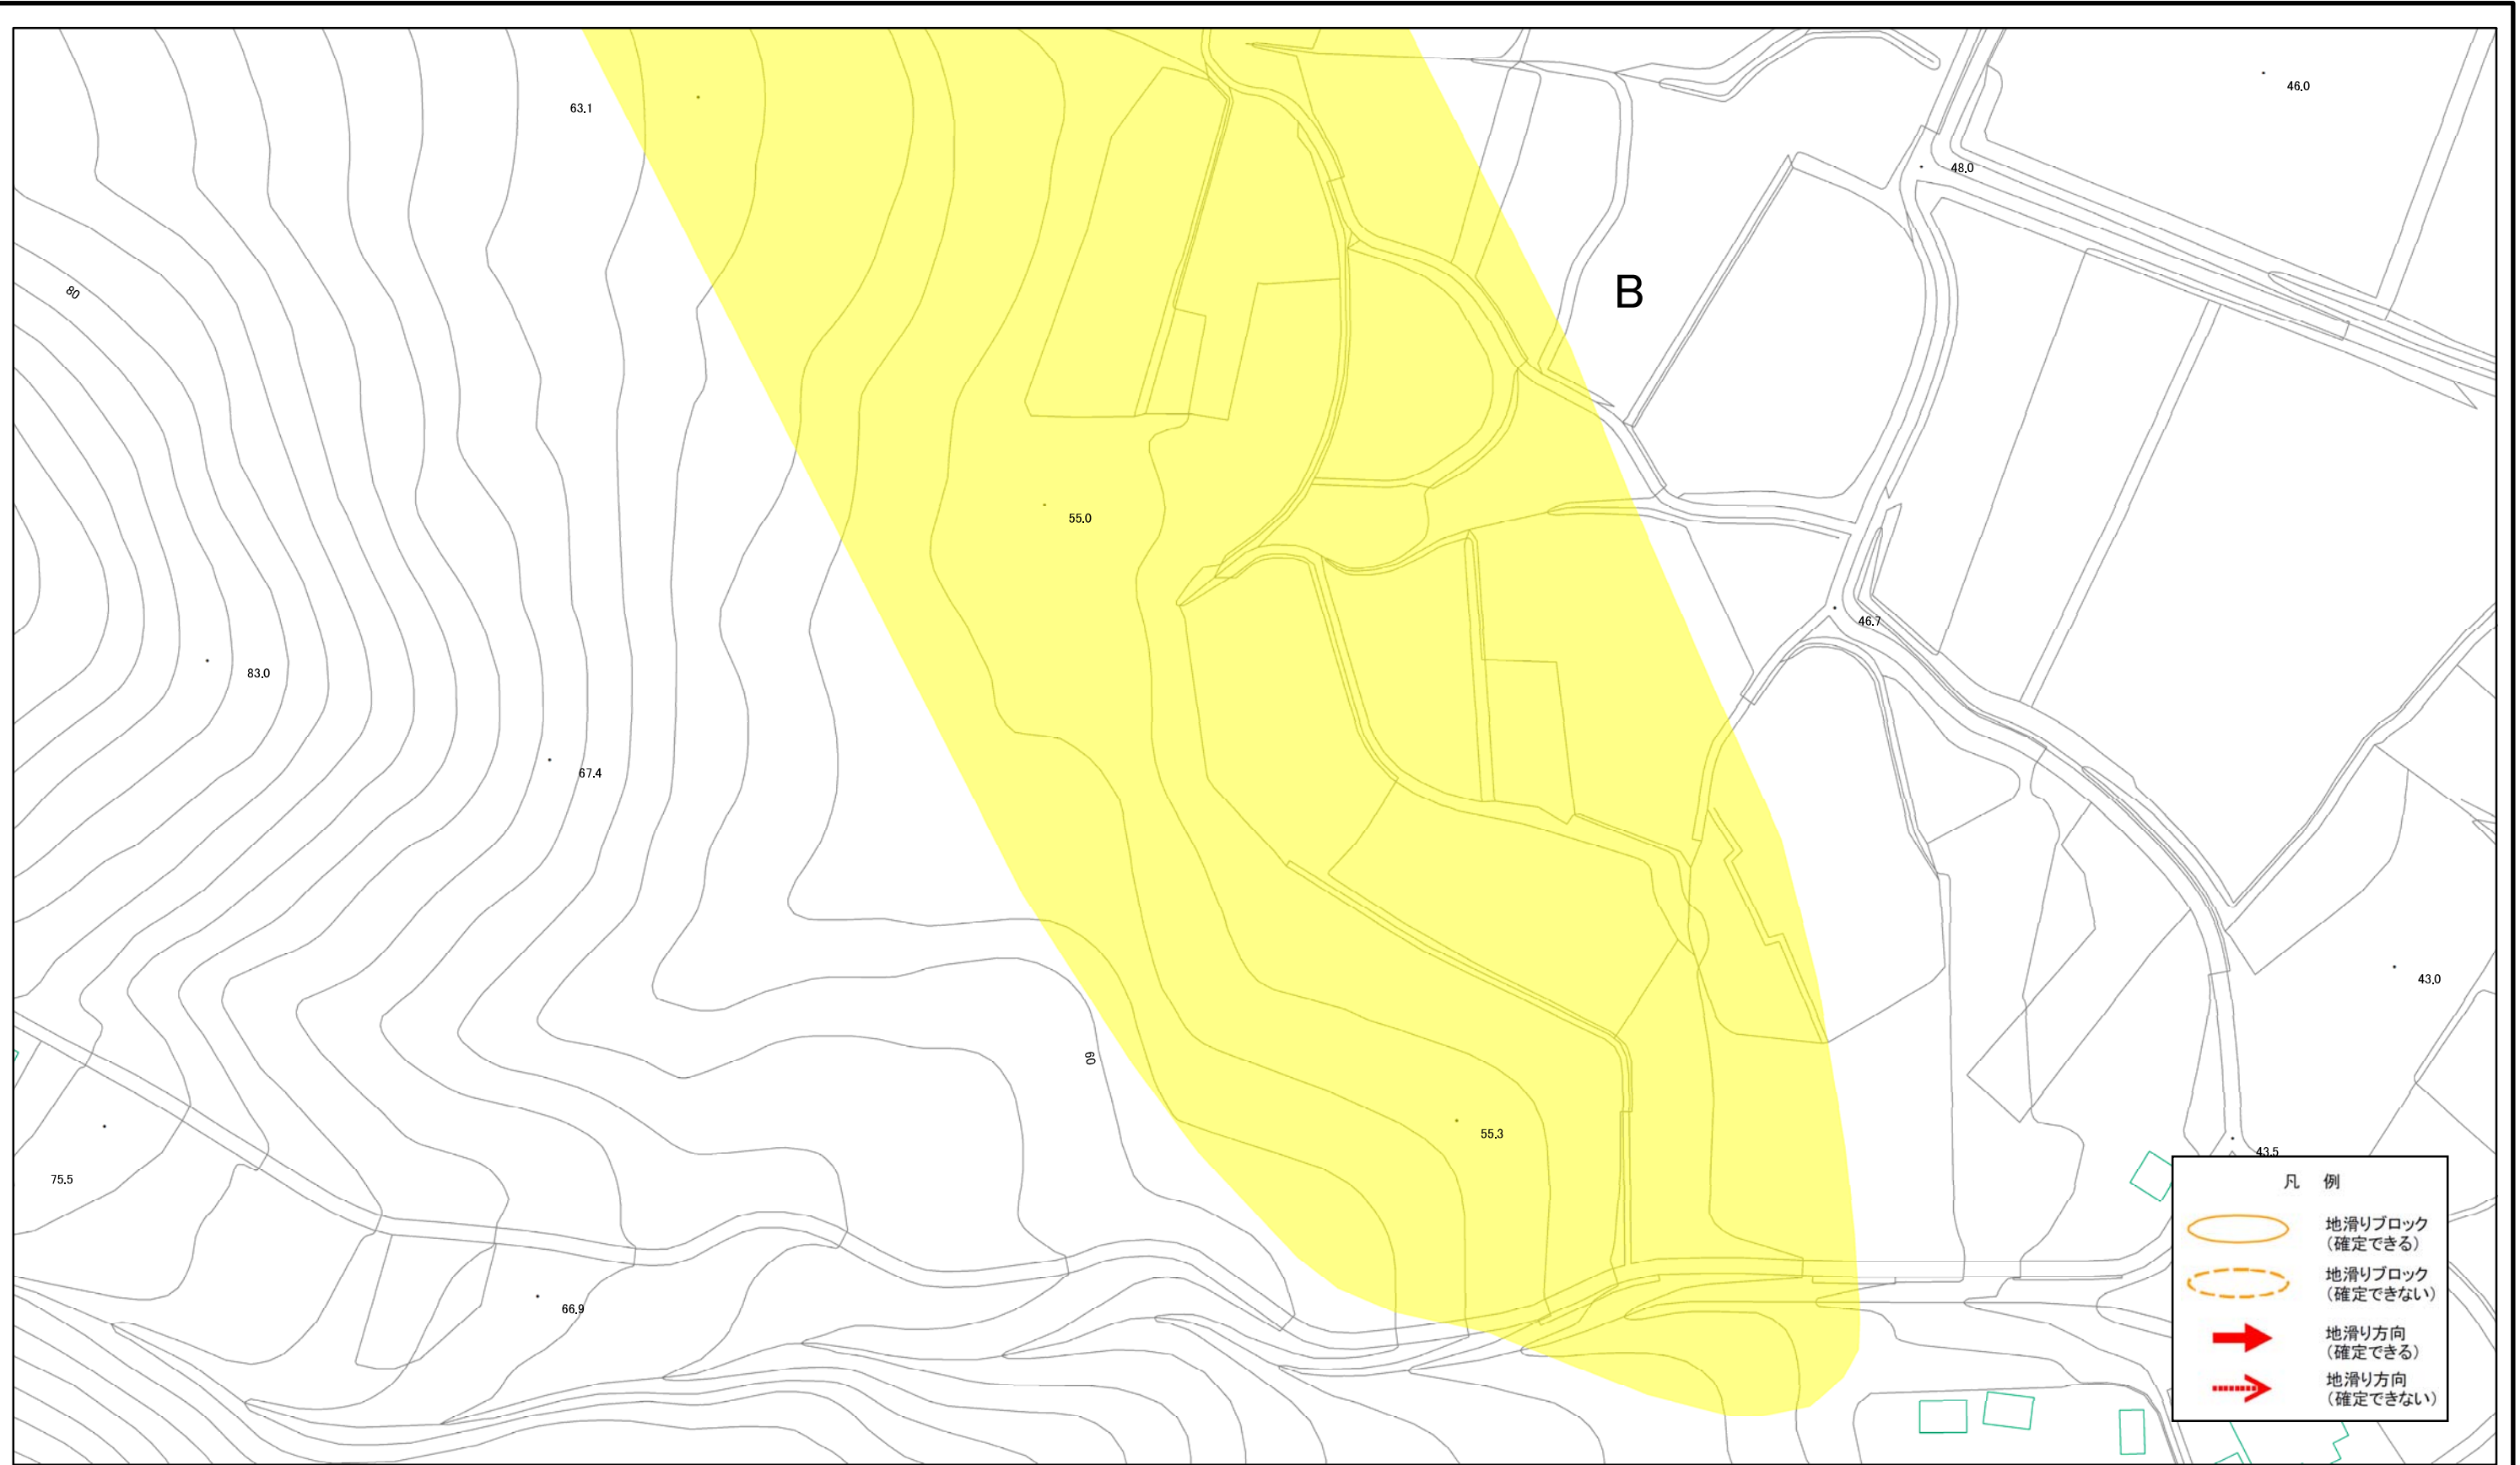 63.1
46.0
48.0
B
80
55.0
46.7
83.0
67.4
43.0
60
55.3
43.5
75.5
66.9
凡 例
地滑りブロック
（確定できる）
地滑りブロック
（確定できない）
地滑り方向
（確定できる）
地滑り方向
（確定できない）